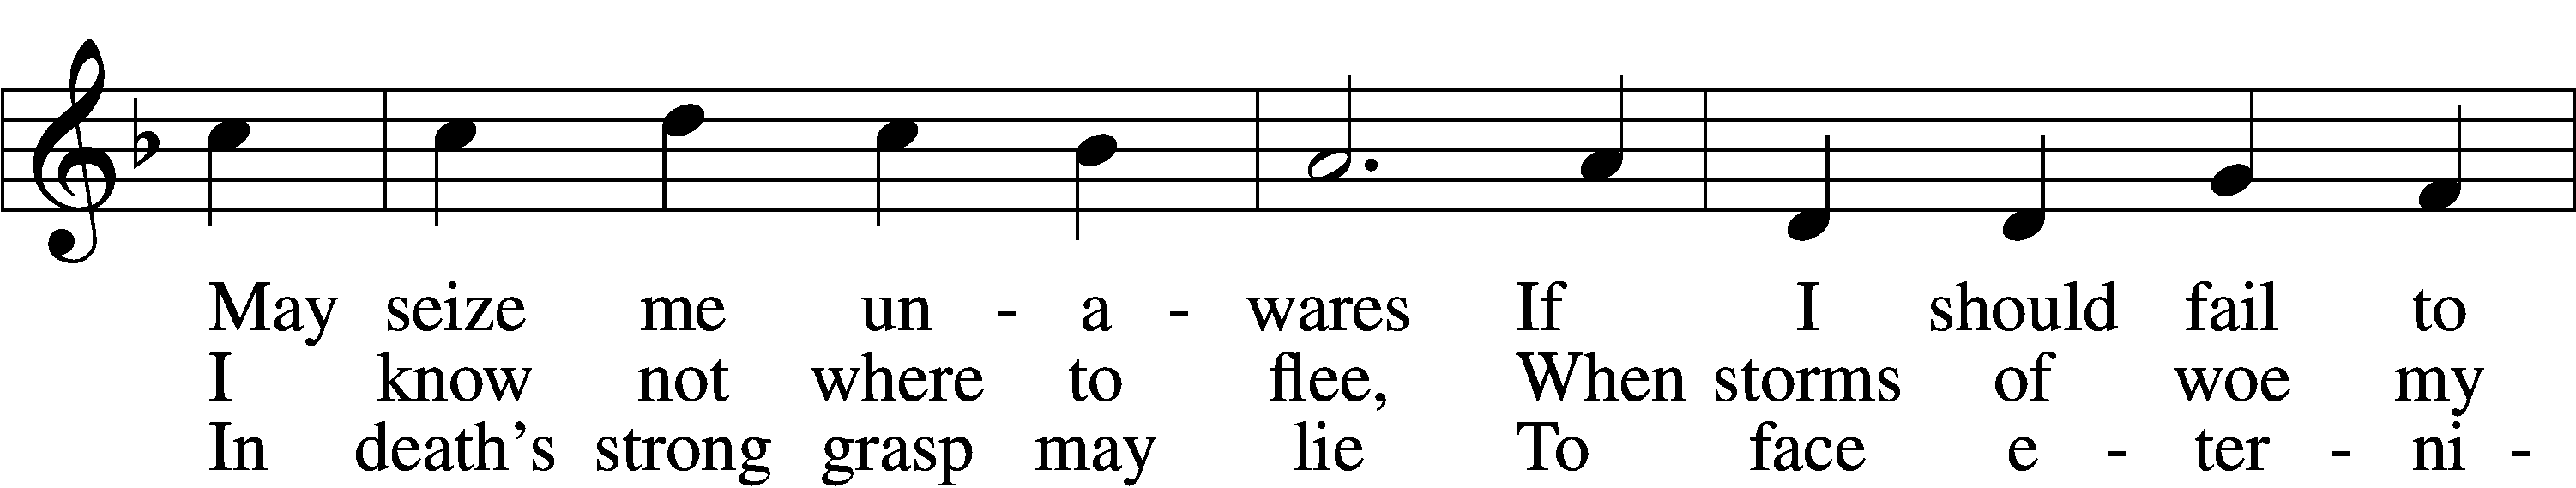 May seize me un - a - wares If I should fail to
I know not where to flee, When storms of woe my
In death's strong grasp may lie To face e - ter - ni -